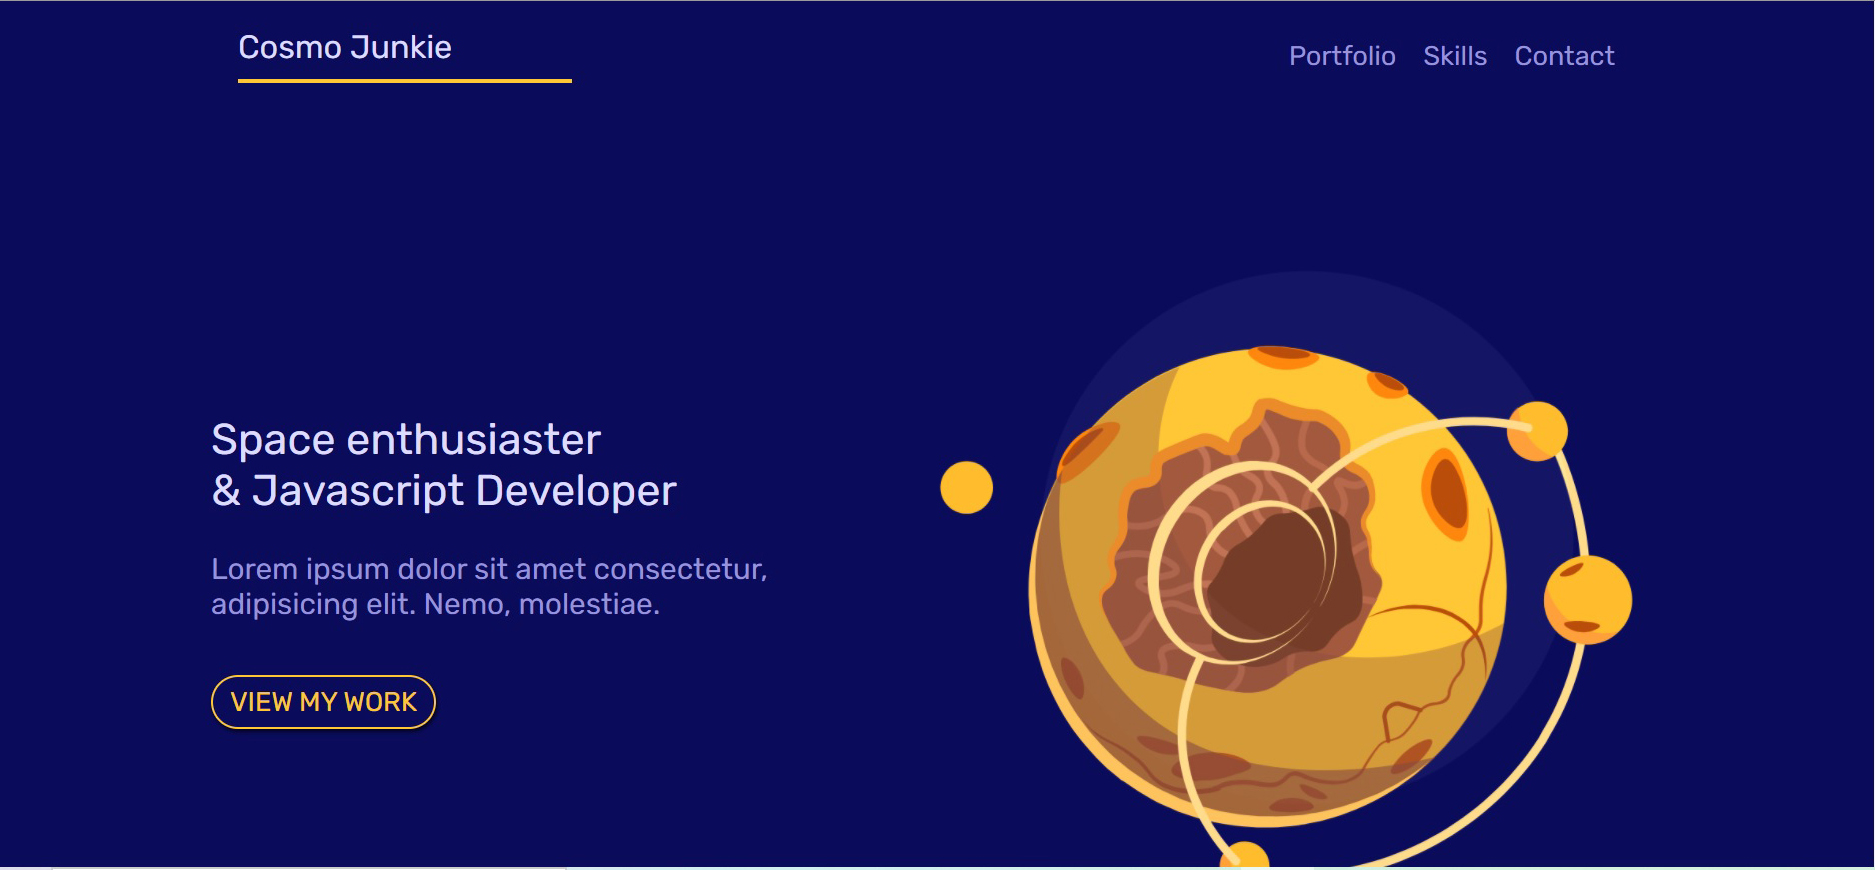 Cosmo Junkie
Portfolio Skills Contact
Space enthusiaster
& Javascript Developer
Lorem ipsum dolor sit amet consectetur,
adipisicing elit. Nemo, molestiae.
VIEW MY WORK